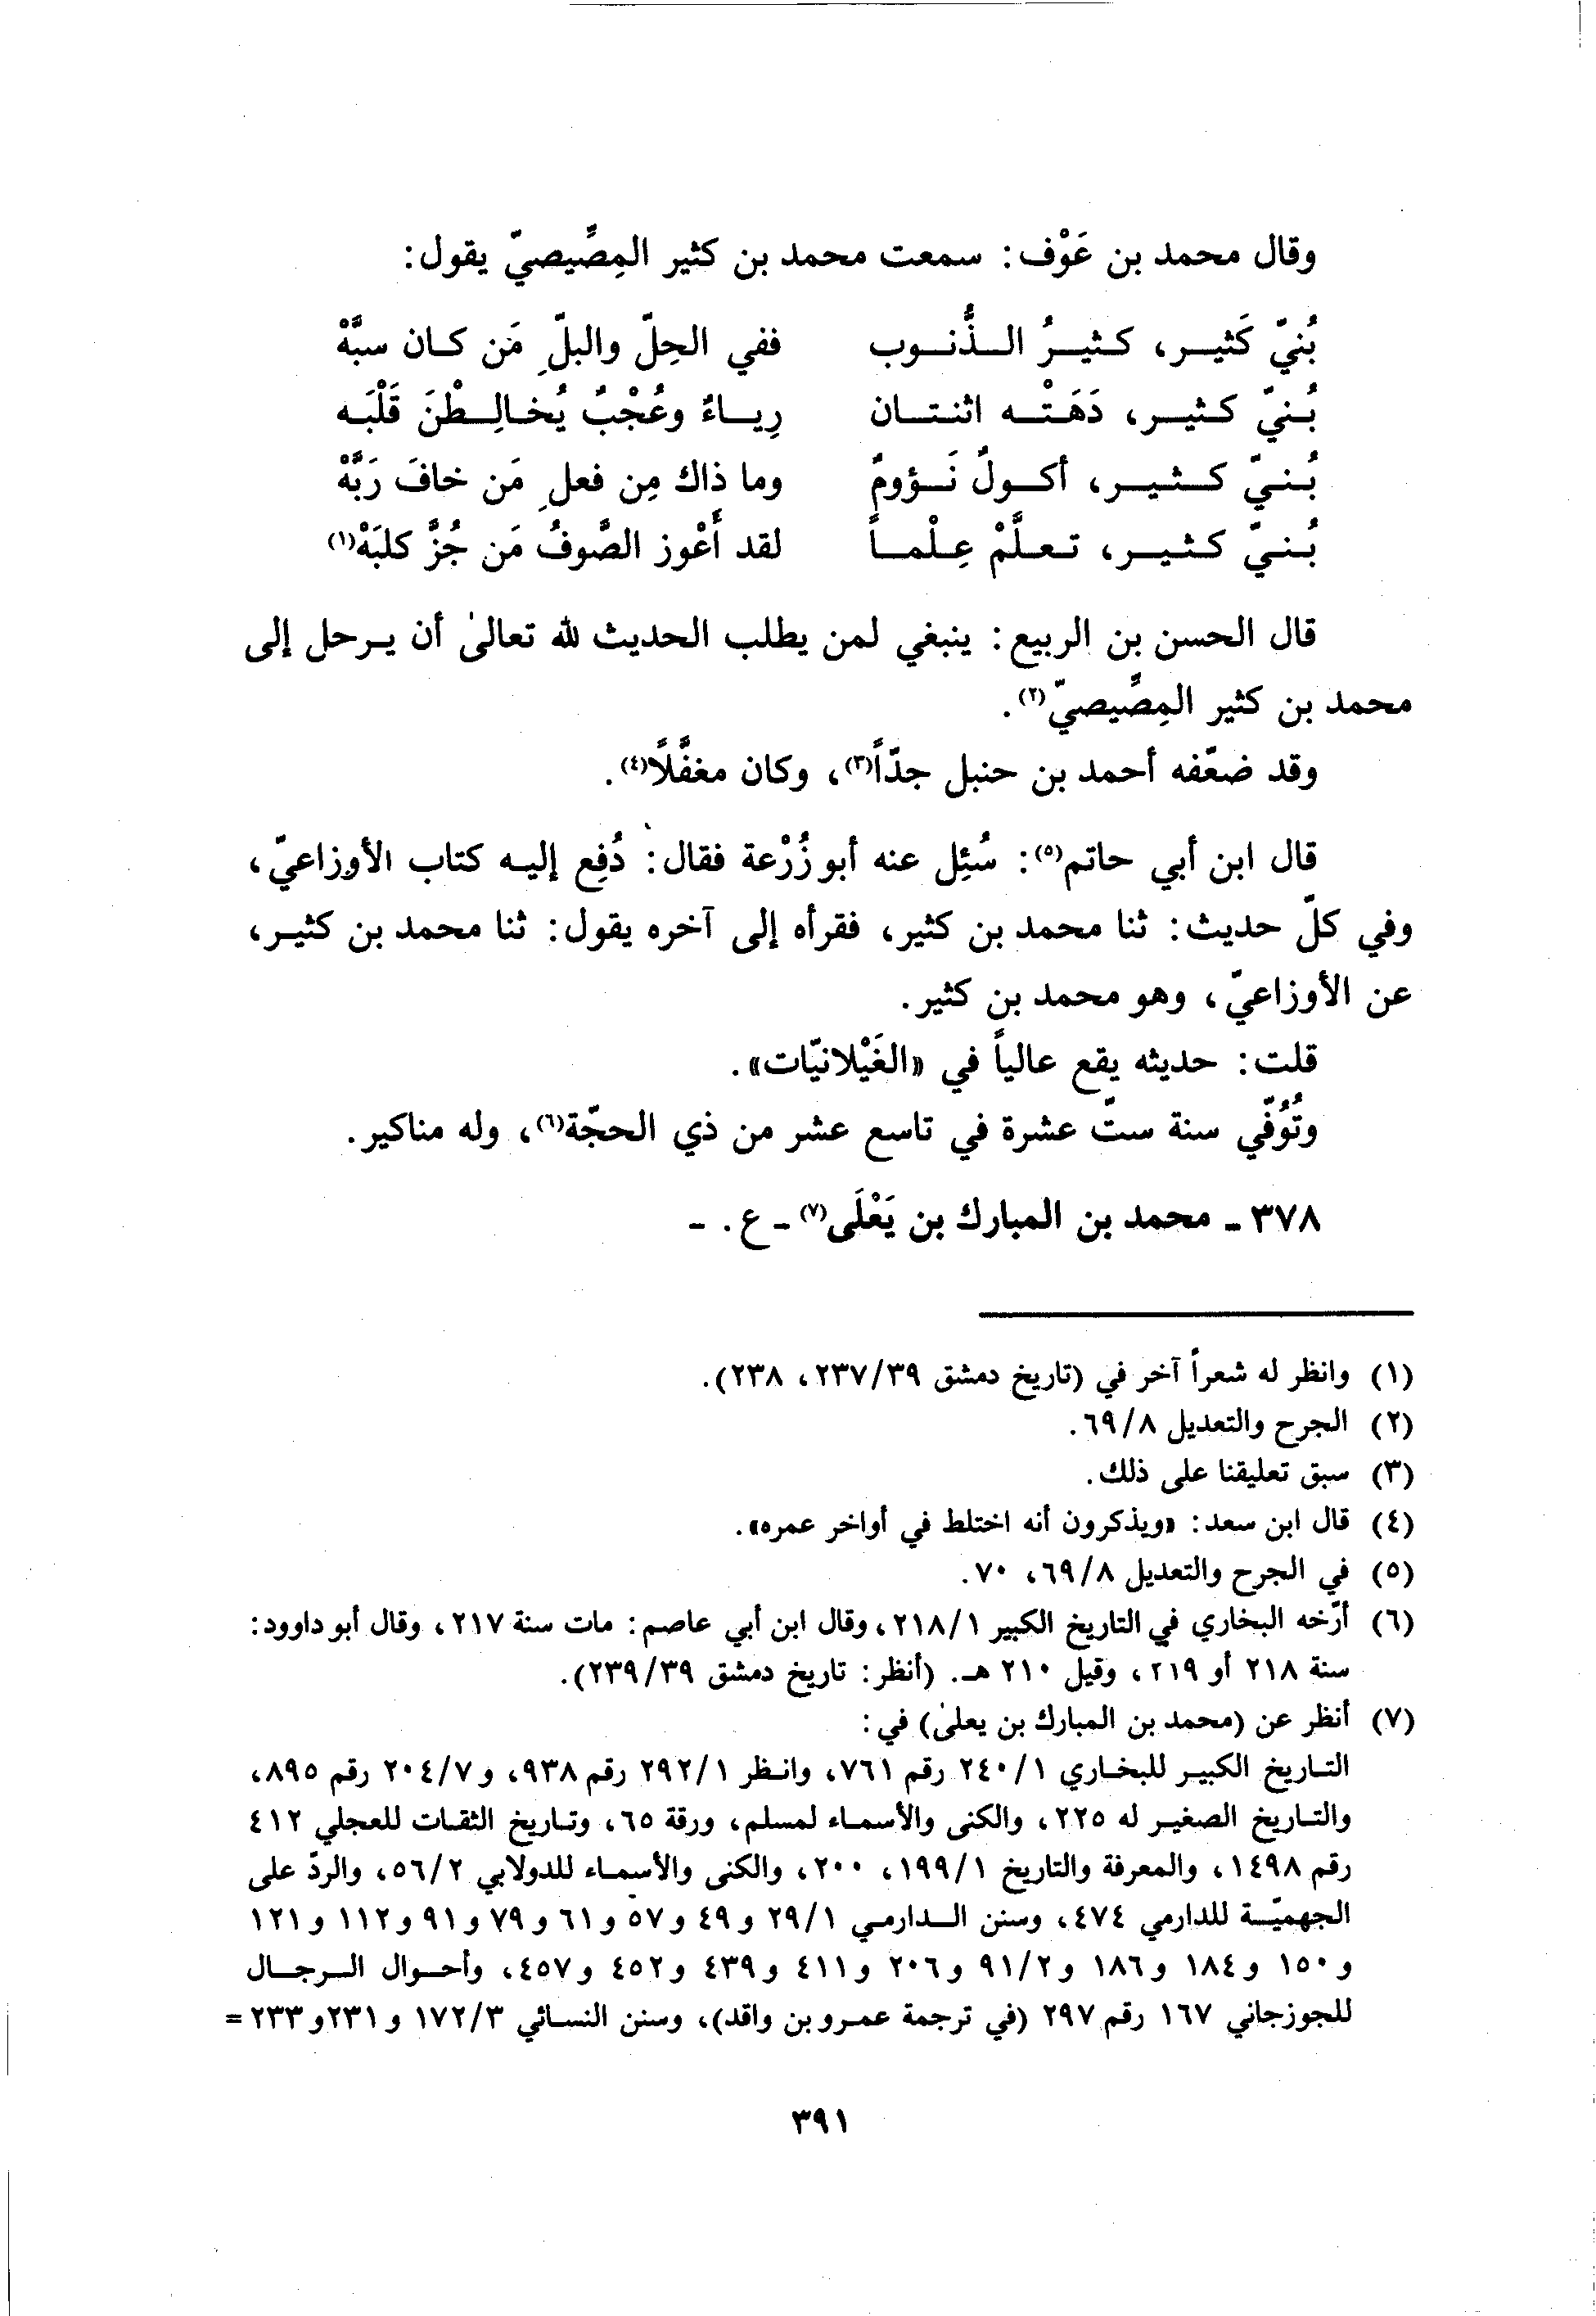 وقال محمد بن عَوْف: سمعت محمد بن كثير المِصِّيصيّ يقول:
بُنيّ كَثير، كثيرُ الذُّنوب ففي الحِلّ والبلِّ مَن كان سبَّهْ
بُنيّ كثير، دَهَتْه اثنتان رِياءٌ وعُجْبٌ يُخالِطْنَ قَلْبَه
بُنيّ كثير، أكولٌ نَؤومٌ وما ذاك مِن فعلِ مَن خافَ رَبَّهْ
بُنيّ كثير، تعلَّمْ عِلْماً لقد أَعْوز الصُّوفُ مَن جُزَّ كلبَهْ(١)
قال الحسن بن الربيع: ينبغي لمن يطلب الحديث لله تعالىٰ أن يرحل إلى
محمد بن كثير المِصِّيصيّ(٢).
وقد ضعّفه أحمد بن حنبل جدّاً(٣)، وكان مغفَّلاً(٤).
قال ابن أبي حاتم(٥): سُئِل عنه أبو زُرْعة فقال: دُفِع إليه كتاب الأوزاعيّ،
وفي كلّ حديث: ثنا محمد بن كثير، فقرأه إلى آخره يقول: ثنا محمد بن كثير،
عن الأوزاعيّ، وهو محمد بن كثير.
قلت: حديثه يقع عالياً في «الغَيْلانيّات».
وتُوُفّي سنة ستّ عشرة في تاسع عشر من ذي الحجّة(٦)، وله مناكير.
٣٧٨ - محمد بن المبارك بن يَعْلَى(٧) - ع. -
(١) وانظر له شعراً آخر في (تاريخ دمشق ٢٣٧/٣٩، ٢٣٨).
(٢) الجرح والتعديل ٦٩/٨.
(٣) سبق تعليقنا على ذلك.
(٤) قال ابن سعد: «ويذكرون أنه اختلط في أواخر عمره».
(٥) في الجرح والتعديل ٦٩/٨، ٧٠.
(٦) أرّخه البخاري في التاريخ الكبير ٢١٨/١، وقال ابن أبي عاصم: مات سنة ٢١٧، وقال أبو داوود:
سنة ٢١٨ أو ٢١٩، وقيل ٢١٠ هـ. (أنظر: تاريخ دمشق ٢٣٩/٣٩).
(٧) أنظر عن (محمد بن المبارك بن يعلىٰ) في:
التاريخ الكبير للبخاري ٢٤٠/١ رقم ٧٦١، وانظر ٢٩٢/١ رقم ٩٣٨، و٢٠٤/٧ رقم ٨٩٥،
والتاريخ الصغير له ٢٢٥، والكنى والأسماء لمسلم، ورقة ٦٥، وتاريخ الثقات للعجلي ٤١٢
رقم ١٤٩٨، والمعرفة والتاريخ ١٩٩/١، ٢٠٠، والكنى والأسماء للدولابي ٥٦/٢، والردّ على
الجهميّة للدارمي ٤٧٤، وسنن الدارمي ٢٩/١ و٤٩ و٥٧ و٦١ و٧٩ و٩١ و١١٢ و١٢١
و١٥٠ و١٨٤ و١٨٦ و٩١/٢ و٢٠٦ و٤١١ و٤٣٩ و٤٥٢ و٤٥٧، وأحوال الرجال
للجوزجاني ١٦٧ رقم ٢٩٧ (في ترجمة عمرو بن واقد)، وسنن النسائي ١٧٢/٣ و٢٣١ و٢٣٣ =
٣٩١